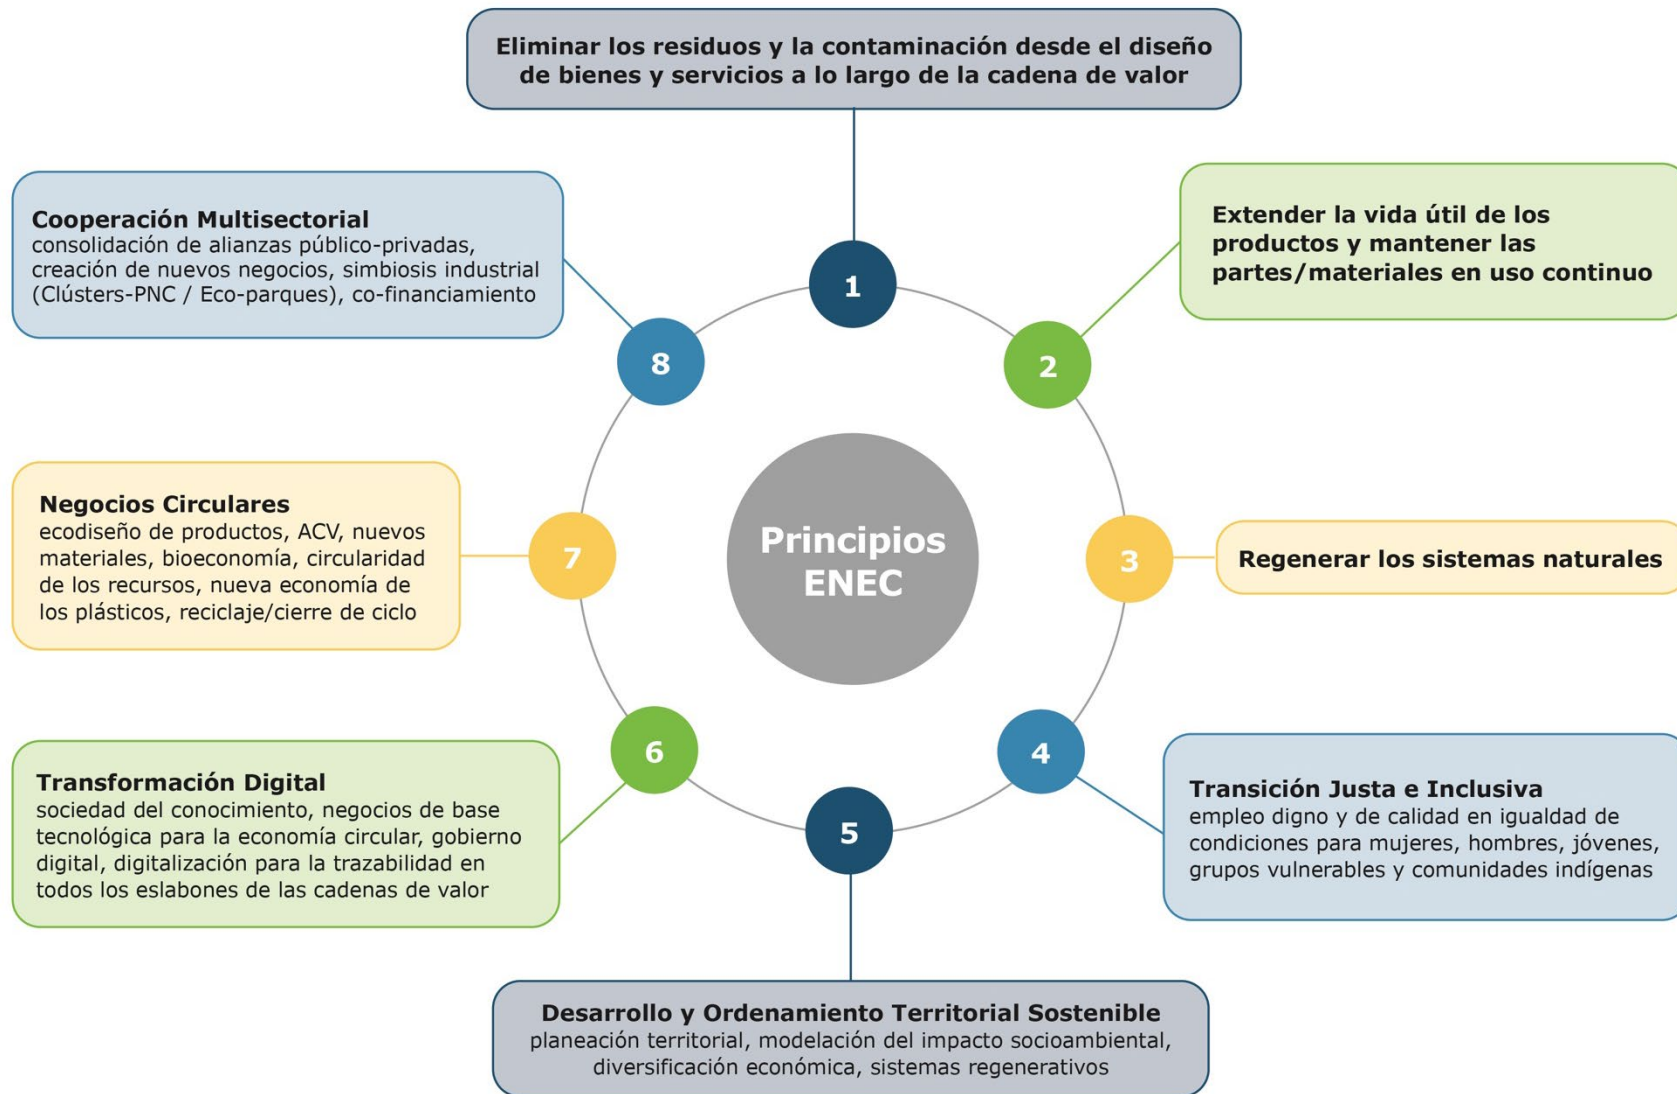 Eliminar los residuos y la contaminación desde el diseño
de bienes y servicios a lo largo de la cadena de valor
1
Extender la vida útil de los
productos y mantener las
partes/materiales en uso continuo
2
Regenerar los sistemas naturales
3
Transición Justa e Inclusiva
empleo digno y de calidad en igualdad de
condiciones para mujeres, hombres, jóvenes,
grupos vulnerables y comunidades indígenas
4
Desarrollo y Ordenamiento Territorial Sostenible
planeación territorial, modelación del impacto socioambiental,
diversificación económica, sistemas regenerativos
5
Transformación Digital
sociedad del conocimiento, negocios de base
tecnológica para la economía circular, gobierno
digital, digitalización para la trazabilidad en
todos los eslabones de las cadenas de valor
6
Negocios Circulares
ecodiseño de productos, ACV, nuevos
materiales, bioeconomía, circularidad
de los recursos, nueva economía de
los plásticos, reciclaje/cierre de ciclo
7
Cooperación Multisectorial
consolidación de alianzas público-privadas,
creación de nuevos negocios, simbiosis industrial
(Clústers-PNC / Eco-parques), co-financiamiento
8
Principios
ENEC